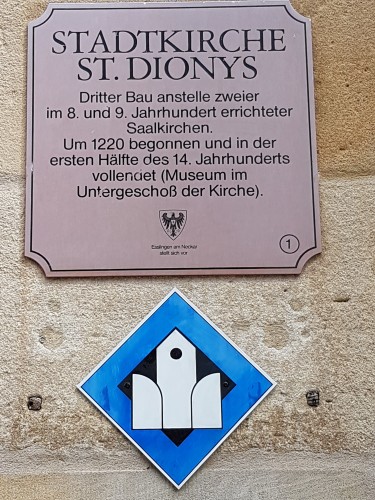 STADTKIRCHE
ST. DIONYS
Dritter Bau anstelle zweier
im 8. und 9. Jahrhundert errichteter
Saalkirchen.
Um 1220 begonnen und in der
ersten Hälfte des 14. Jahrhunderts
vollendet (Museum im
Untergeschoß der Kirche).
Esslingen am Neckar
stellt sich vor
1